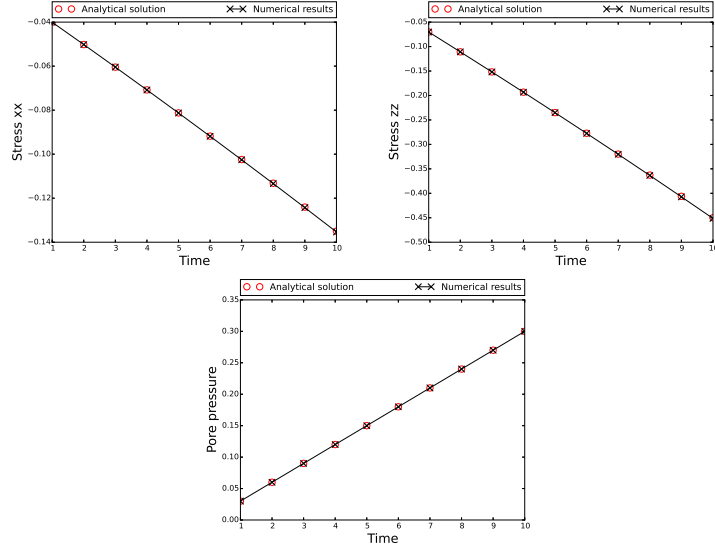 Analytical solution Numerical results
−0.04
−0.06
−0.08
−0.10
−0.12
−0.14
Stress xx
1 2 3 4 5 6 7 8 9 10
Time
Analytical solution Numerical results
−0.05
−0.10
−0.15
−0.20
−0.25
−0.30
−0.35
−0.40
−0.45
−0.50
Stress zz
1 2 3 4 5 6 7 8 9 10
Time
Analytical solution Numerical results
0.35
0.30
0.25
0.20
0.15
0.10
0.05
0.00
Pore pressure
1 2 3 4 5 6 7 8 9 10
Time